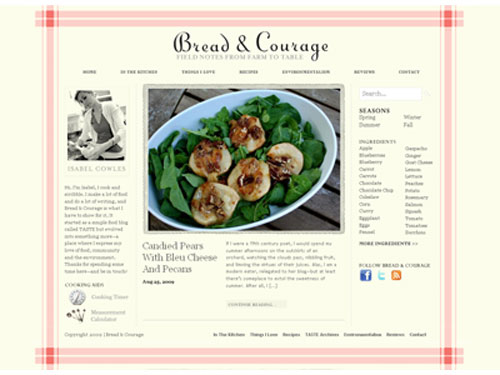 Bread & Courage
FIELD NOTES FROM FARM TO TABLE
HOME
IN THE KITCHEN
THINGS I LOVE
RECIPES
ENVIRONMENTALISM
REVIEWS
CONTACT
ISABEL COWLES
Hi, I'm Isabel, I cook and
scribble. I make a lot of food
and do a lot of writing, and
Bread & Courage is what I
have to show for it. It
started as a simple food blog
called TASTE but evolved
into something more—a
place where I express my
love of food, community
and the environment.
Thanks for spending some
time here—and be in touch!
COOKING AIDS
Cooking Timer
Measurement
Calculator
Candied Pears
With Bleu Cheese
And Pecans
Aug 25, 2009
If I were a 19th century poet, I would spend my
summer afternoons on the outskirts of an
orchard, watching the clouds pass, nibbling fruit,
and toasting the virtues of their juices. Alas, I am a
modern eater, relegated to her blog—but at least
there's someplace to extol the sweetness of
summer. After all, I [...]
CONTINUE READING...
Search...
SEASONS
Spring
Winter
Summer
Fall
INGREDIENTS
Apple
Gazpacho
Blueberries
Ginger
Blueberry
Goat Cheese
Carrot
Lemon
Carrots
Lettuce
Chocolate
Peaches
Chocolate Chip
Potato
Coleslaw
Rosemary
Corn
Salmon
Curry
Squash
Eggplant
Tomato
Eggs
Tomatoes
Fennel
Zucchini
MORE INGREDIENTS >>
FOLLOW BREAD & COURAGE
Copyright 2009 | Bread & Courage
In The Kitchen
Things I Love
Recipes
TASTE Archives
Environmentalism
Reviews
Contact